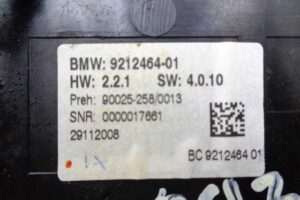 BMW: 9212464-01
HW: 2.2.1 SW: 4.0.10
Preh: 90025-258/0013
SNR: 0000017661
29112008
BC 9212464 01